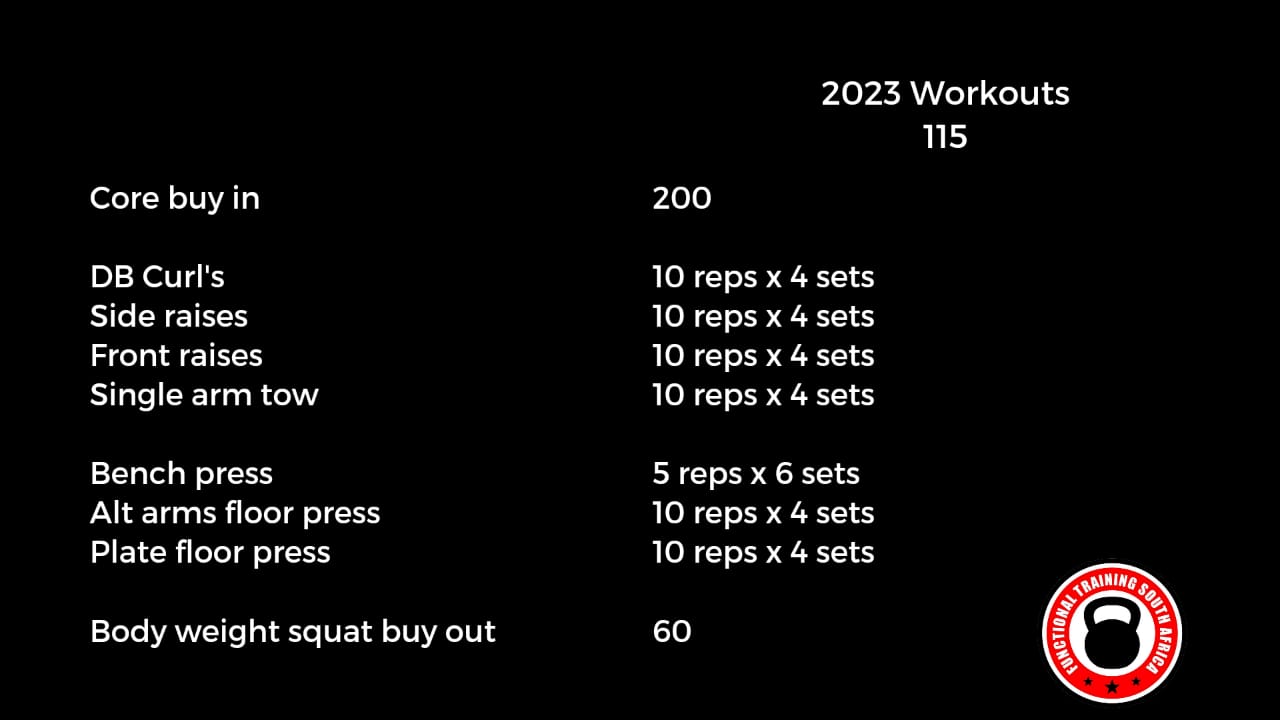 2023 Workouts
115
Core buy in 200
DB Curl's 10 reps x 4 sets
Side raises 10 reps x 4 sets
Front raises 10 reps x 4 sets
Single arm tow 10 reps x 4 sets
Bench press 5 reps x 6 sets
Alt arms floor press 10 reps x 4 sets
Plate floor press 10 reps x 4 sets
Body weight squat buy out 60
FUNCTIONAL TRAINING SOUTH AFRICA